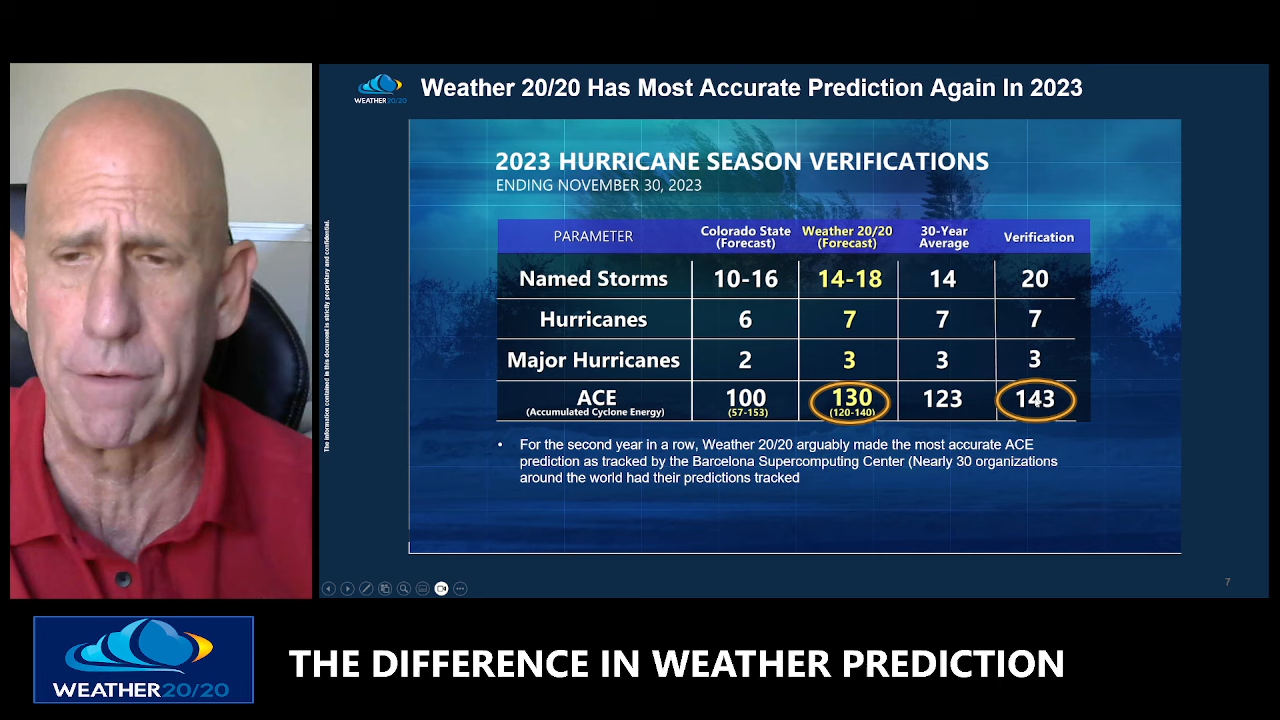 WEATHER20/20
Weather 20/20 Has Most Accurate Prediction Again In 2023
2023 HURRICANE SEASON VERIFICATIONS
ENDING NOVEMBER 30, 2023
PARAMETER
Colorado State
(Forecast)
Weather 20/20
(Forecast)
30-Year
Average
Verification
Named Storms 10-16 14-18 14 20
Hurricanes 6 7 7 7
Major Hurricanes 2 3 3 3
ACE 100 130 123 143
(Accumulated Cyclone Energy) (57-153) (120-140)
• For the second year in a row, Weather 20/20 arguably made the most accurate ACE
prediction as tracked by the Barcelona Supercomputing Center (Nearly 30 organizations
around the world had their predictions tracked
The information contained in this document is strictly proprietary and confidential.
7
WEATHER20/20
THE DIFFERENCE IN WEATHER PREDICTION